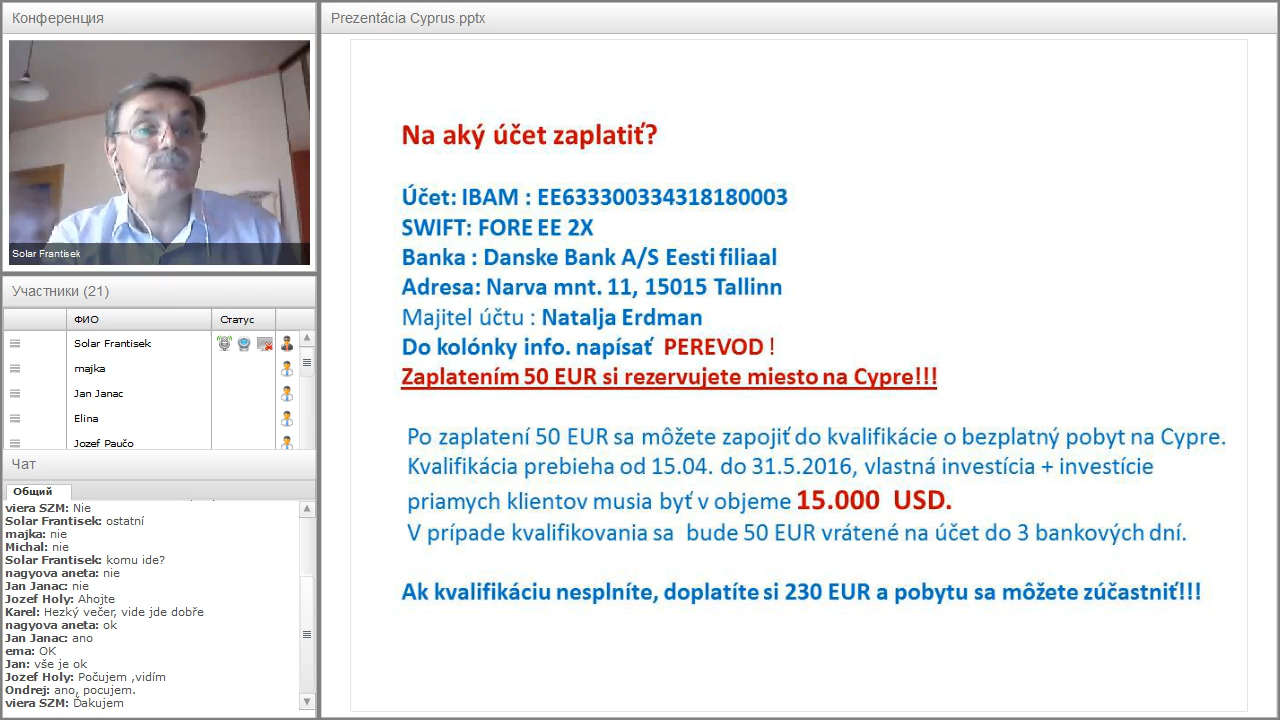 Конференция
Solar Frantisek
Участники (21)
ФИО Статус
Solar Frantisek
majka
Jan Janac
Elina
Jozef Paučo
Чат
Общий
viera SZM: Nie
Solar Frantisek: ostatní
majka: nie
Michal: nie
Solar Frantisek: komu ide?
nagyova aneta: nie
Jan Janac: nie
Jozef Holy: Ahojte
Karel: Hezký večer, vide jde dobře
nagyova aneta: ok
Jan Janac: ano
ema: OK
Jan: vše je ok
Jozef Holy: Počujem ,vidím
Ondrej: ano, pocujem.
viera SZM: Ďakujem
Prezentácia Cyprus.pptx
Na aký účet zaplatiť?
Účet: IBAM : EE633300334318180003
SWIFT: FORE EE 2X
Banka : Danske Bank A/S Eesti filiaal
Adresa: Narva mnt. 11, 15015 Tallinn
Majitel účtu : Natalja Erdman
Do kolónky info. napísať PEREVOD !
Zaplatením 50 EUR si rezervujete miesto na Cypre!!!
Po zaplatení 50 EUR sa môžete zapojiť do kvalifikácie o bezplatný pobyt na Cypre.
Kvalifikácia prebieha od 15.04. do 31.5.2016, vlastná investícia + investície
priamych klientov musia byť v objeme 15.000 USD.
V prípade kvalifikovania sa bude 50 EUR vrátené na účet do 3 bankových dní.
Ak kvalifikáciu nesplníte, doplatíte si 230 EUR a pobytu sa môžete zúčastniť!!!